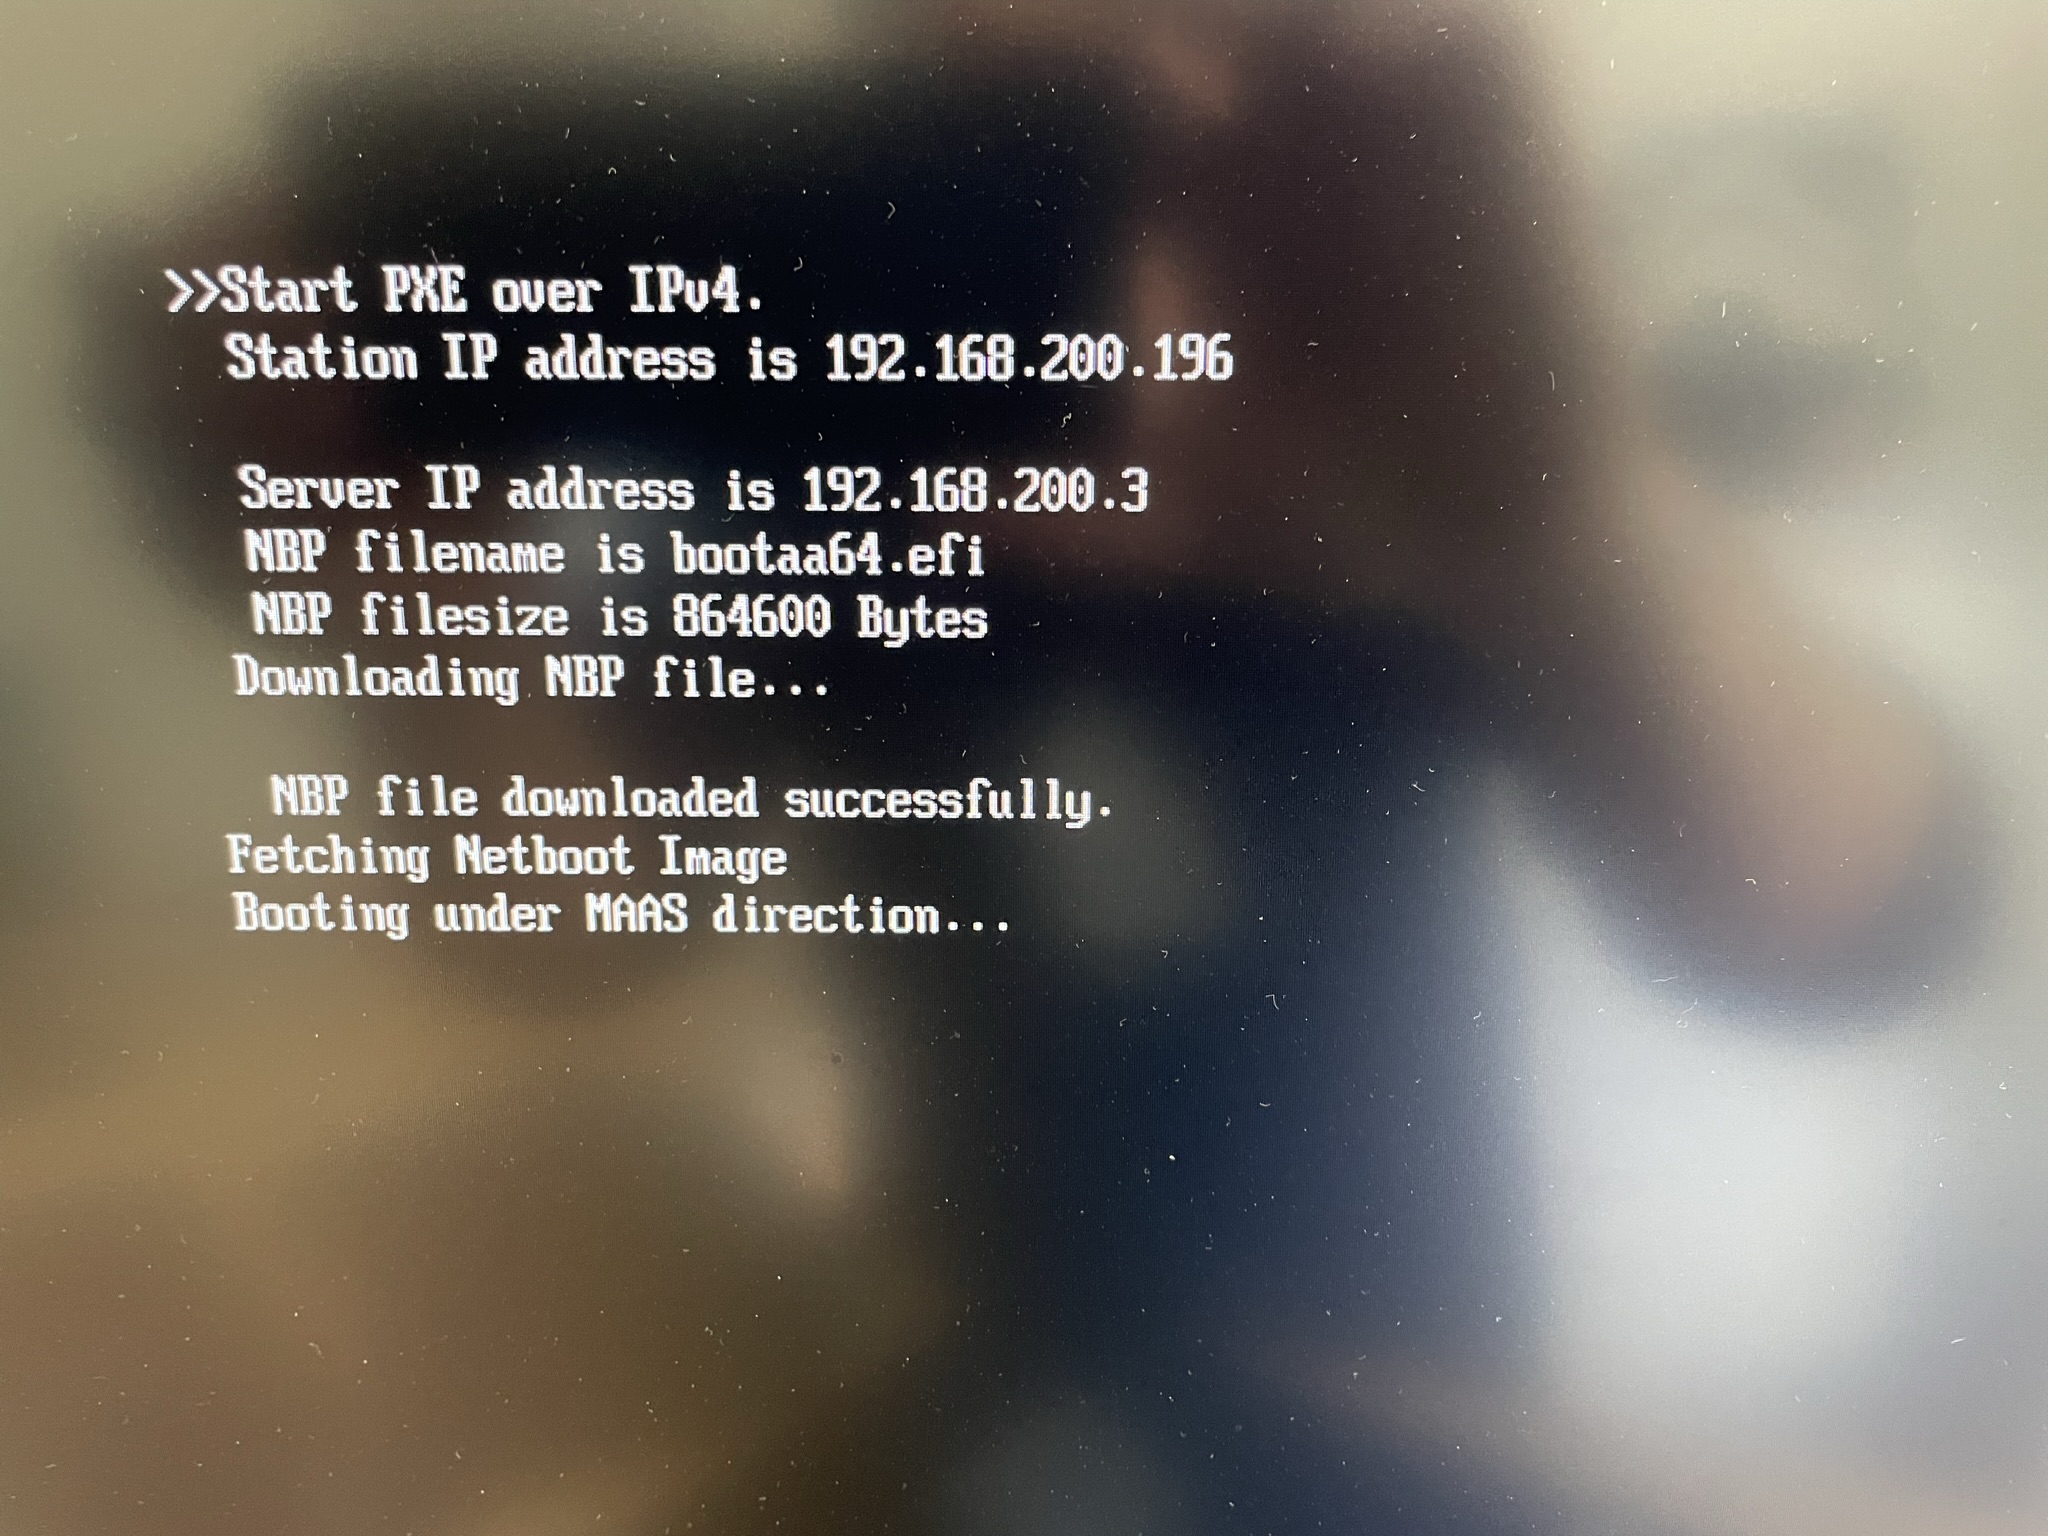 >>Start PXE over IPv4.
Station IP address is 192.168.200.196
Server IP address is 192.168.200.3
NBP filename is bootaa64.efi
NBP filesize is 864600 Bytes
Downloading NBP file...
NBP file downloaded successfully.
Fetching Netboot Image
Booting under MAAS direction...